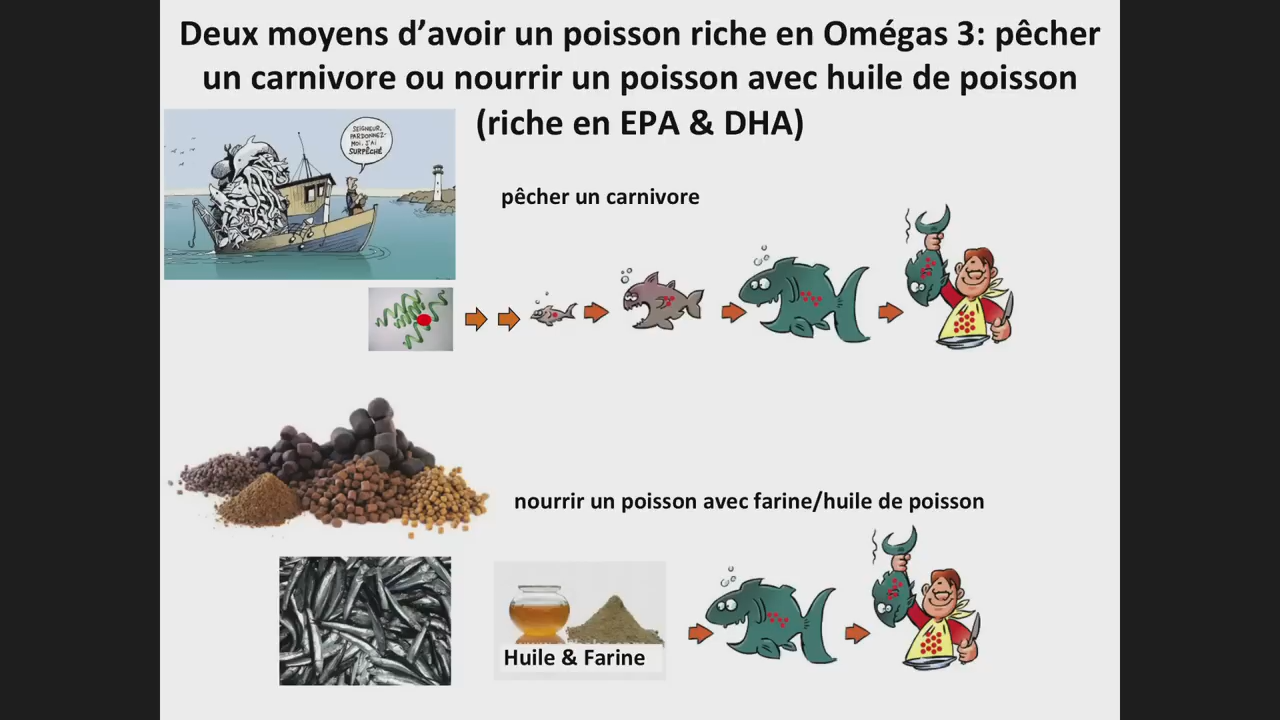 Deux moyens d’avoir un poisson riche en Omégas 3: pêcher
un carnivore ou nourrir un poisson avec huile de poisson
(riche en EPA & DHA)
SEIGNEUR,
PARDONNEZ-
MOI, J'AI
SURPÊCHÉ
pêcher un carnivore
nourrir un poisson avec farine/huile de poisson
Huile & Farine